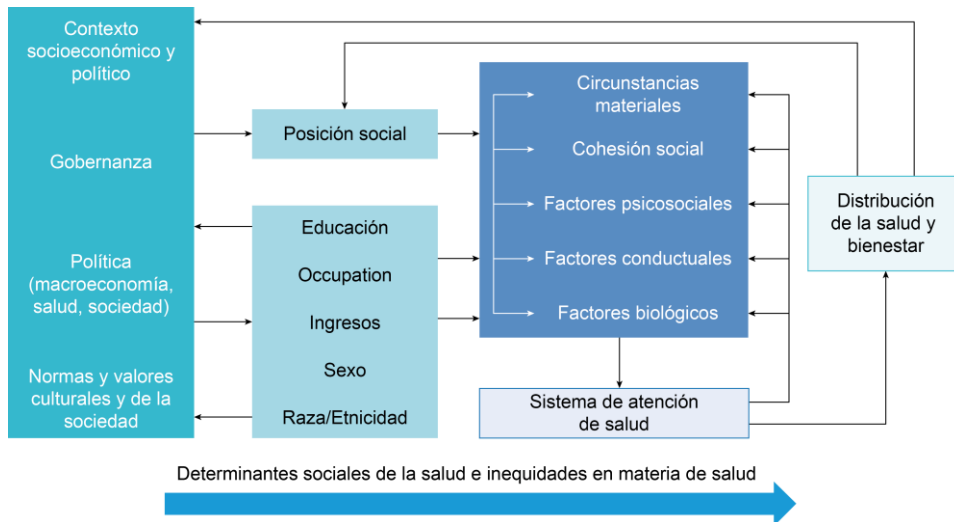 Contexto
socioeconómico y
político
Gobernanza
Política
(macroeconomía,
salud, sociedad)
Normas y valores
culturales y de la
sociedad
Posición social
Educación
Occupation
Ingresos
Sexo
Raza/Etnicidad
Circunstancias
materiales
Cohesión social
Factores psicosociales
Factores conductuales
Factores biológicos
Sistema de atención
de salud
Distribución
de la salud y
bienestar
Determinantes sociales de la salud e inequidades en materia de salud